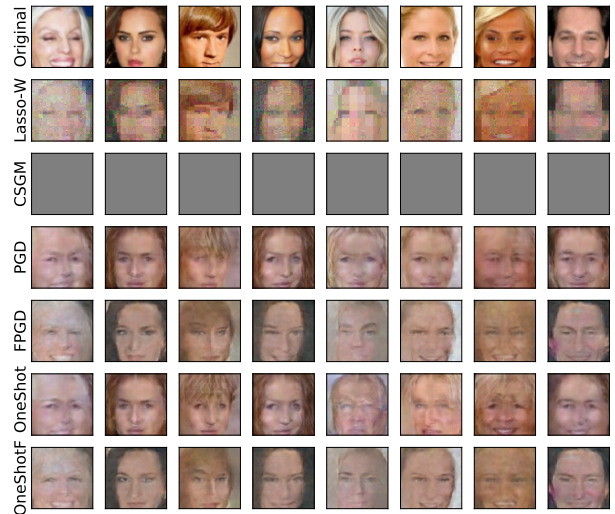 Original
Lasso-W
CSGM
PGD
FPGD
OneShot
OneShotF